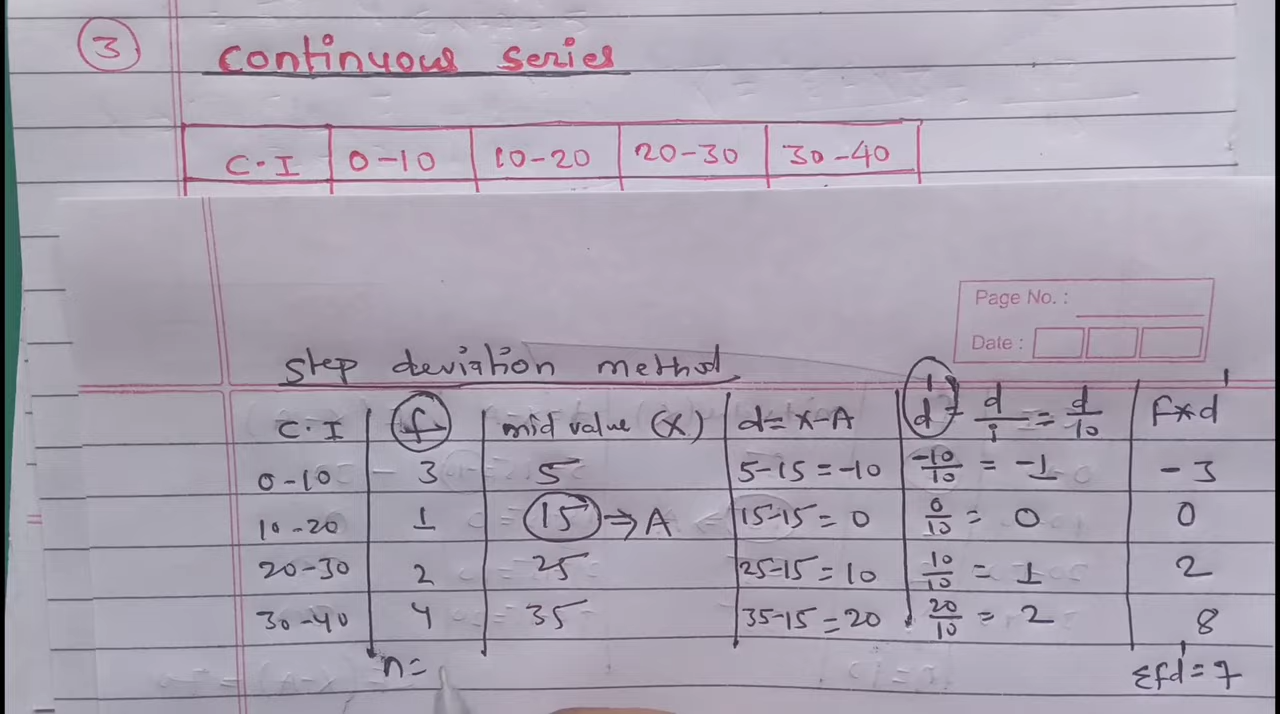 3 Continuous series
C.I 0-10 10-20 20-30 30-40
Page No. :
Date :
step deviation method
C.I f mid value (x) d=x-A d'=d/i=d/10 f*d'
0-10 3 5 5-15=-10 -10/10=-1 -3
10-20 1 15⇒A 15-15=0 0/10=0 0
20-30 2 25 25-15=10 10/10=1 2
30-40 4 35 35-15=20 20/10=2 8
n= Σfd'=7